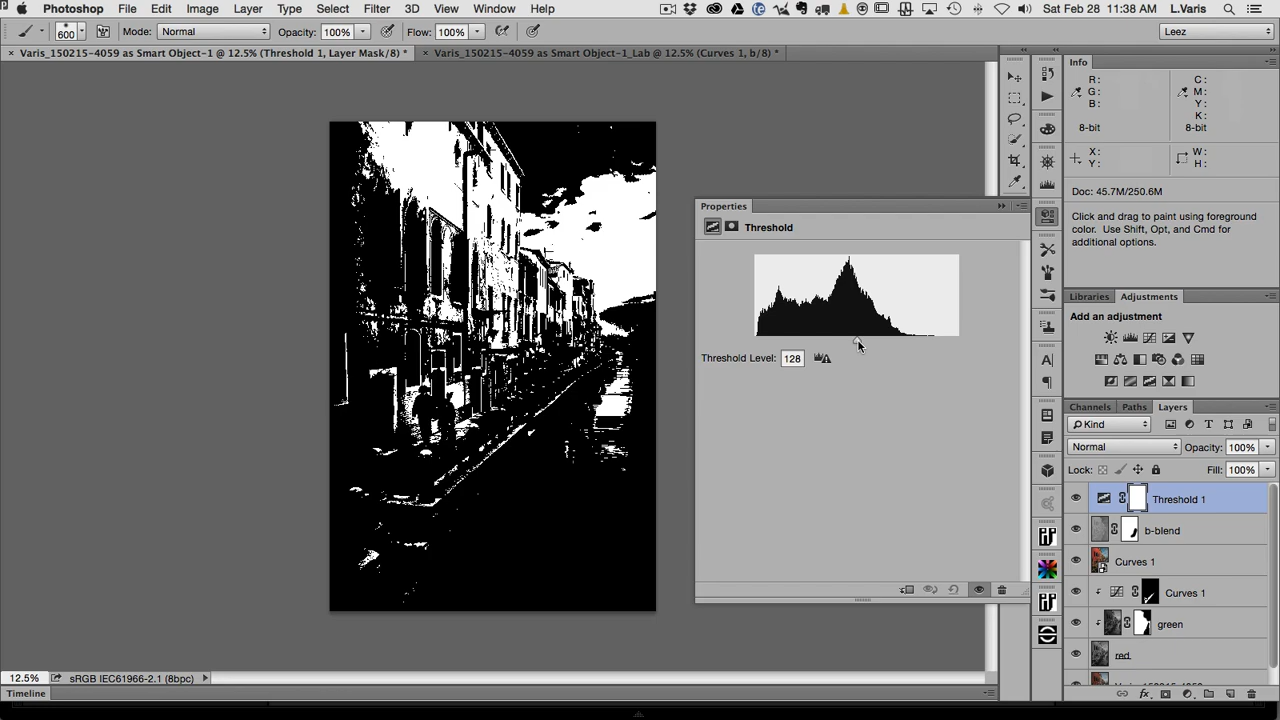 Photoshop File Edit Image Layer Type Select Filter 3D View Window Help Sat Feb 28 11:38 AM L.Varis
600 Mode: Normal Opacity: 100% Flow: 100% Leez
× Varis_150215-4059 as Smart Object-1 @ 12.5% (Threshold 1, Layer Mask/8) * × Varis_150215-4059 as Smart Object-1_Lab @ 12.5% (Curves 1, b/8) *
Info
R: C:
G: M:
B: Y:
K:
8-bit 8-bit
X: W:
Y: H:
Doc: 45.7M/250.6M
Click and drag to paint using foreground
color. Use Shift, Opt, and Cmd for
additional options.
Properties
Threshold
Threshold Level: 128
Libraries Adjustments
Add an adjustment
Channels Paths Layers
Kind
Normal Opacity: 100%
Lock: Fill: 100%
Threshold 1
b-blend
Curves 1
Curves 1
green
red
12.5% sRGB IEC61966-2.1 (8bpc)
Timeline